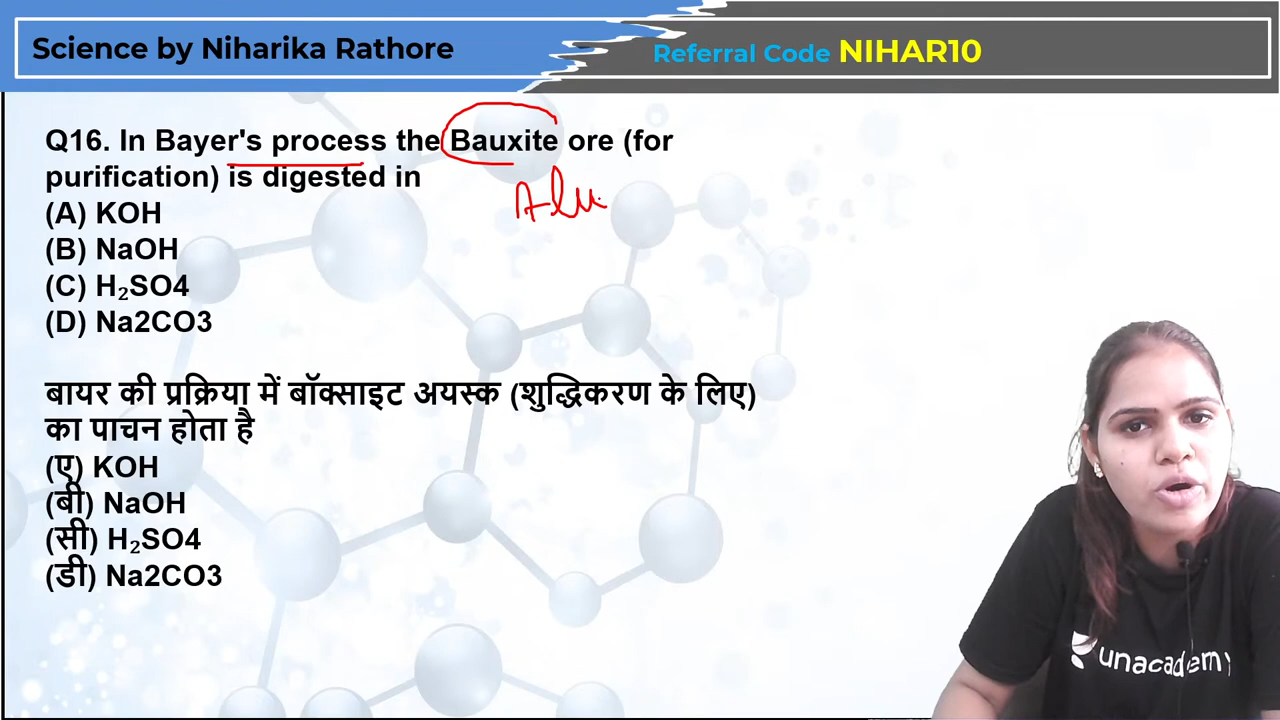 Science by Niharika Rathore
Referral Code NIHAR10
Q16. In Bayer's process the Bauxite ore (for
purification) is digested in
Alu
(A) KOH
(B) NaOH
(C) H₂SO4
(D) Na2CO3
बायर की प्रक्रिया में बॉक्साइट अयस्क (शुद्धिकरण के लिए)
का पाचन होता है
(ए) KOH
(बी) NaOH
(सी) H₂SO4
(डी) Na2CO3
unacademy